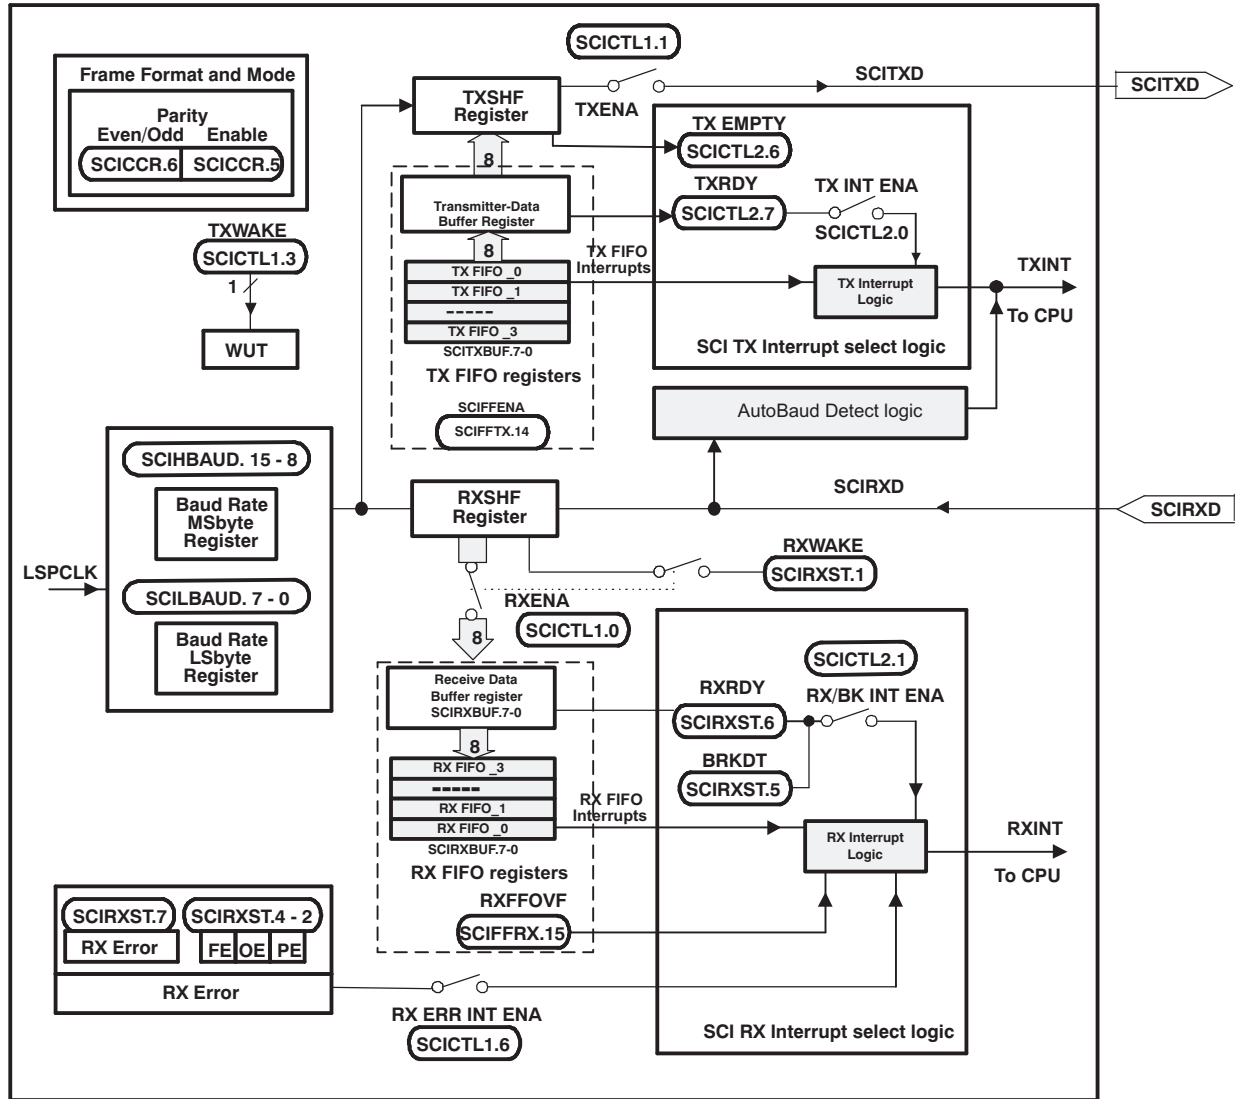 SCICTL1.1
Frame Format and Mode
Parity
Even/Odd Enable
SCICCR.6 SCICCR.5
TXSHF
Register
TXENA
SCITXD
SCITXD
TX EMPTY
SCICTL2.6
8
Transmitter-Data
Buffer Register
TXRDY
SCICTL2.7
TX INT ENA
SCICTL2.0
TXWAKE
SCICTL1.3
1
WUT
8
TX FIFO _0
TX FIFO _1
-----
TX FIFO _3
SCITXBUF.7-0
TX FIFO registers
SCIFFENA
SCIFFTX.14
TX FIFO
Interrupts
TX Interrupt
Logic
TXINT
To CPU
SCI TX Interrupt select logic
AutoBaud Detect logic
SCIHBAUD. 15 - 8
Baud Rate
MSbyte
Register
LSPCLK
SCILBAUD. 7 - 0
Baud Rate
LSbyte
Register
RXSHF
Register
SCIRXD
SCIRXD
RXWAKE
SCIRXST.1
RXENA
SCICTL1.0
8
Receive Data
Buffer register
SCIRXBUF.7-0
8
RX FIFO _3
-----
RX FIFO_1
RX FIFO _0
SCIRXBUF.7-0
RX FIFO registers
RXFFOVF
SCIFFRX.15
SCICTL2.1
RXRDY
RX/BK INT ENA
SCIRXST.6
BRKDT
SCIRXST.5
RX FIFO
Interrupts
RX Interrupt
Logic
RXINT
To CPU
SCI RX Interrupt select logic
SCIRXST.7 SCIRXST.4 - 2
RX Error FE OE PE
RX Error
RX ERR INT ENA
SCICTL1.6